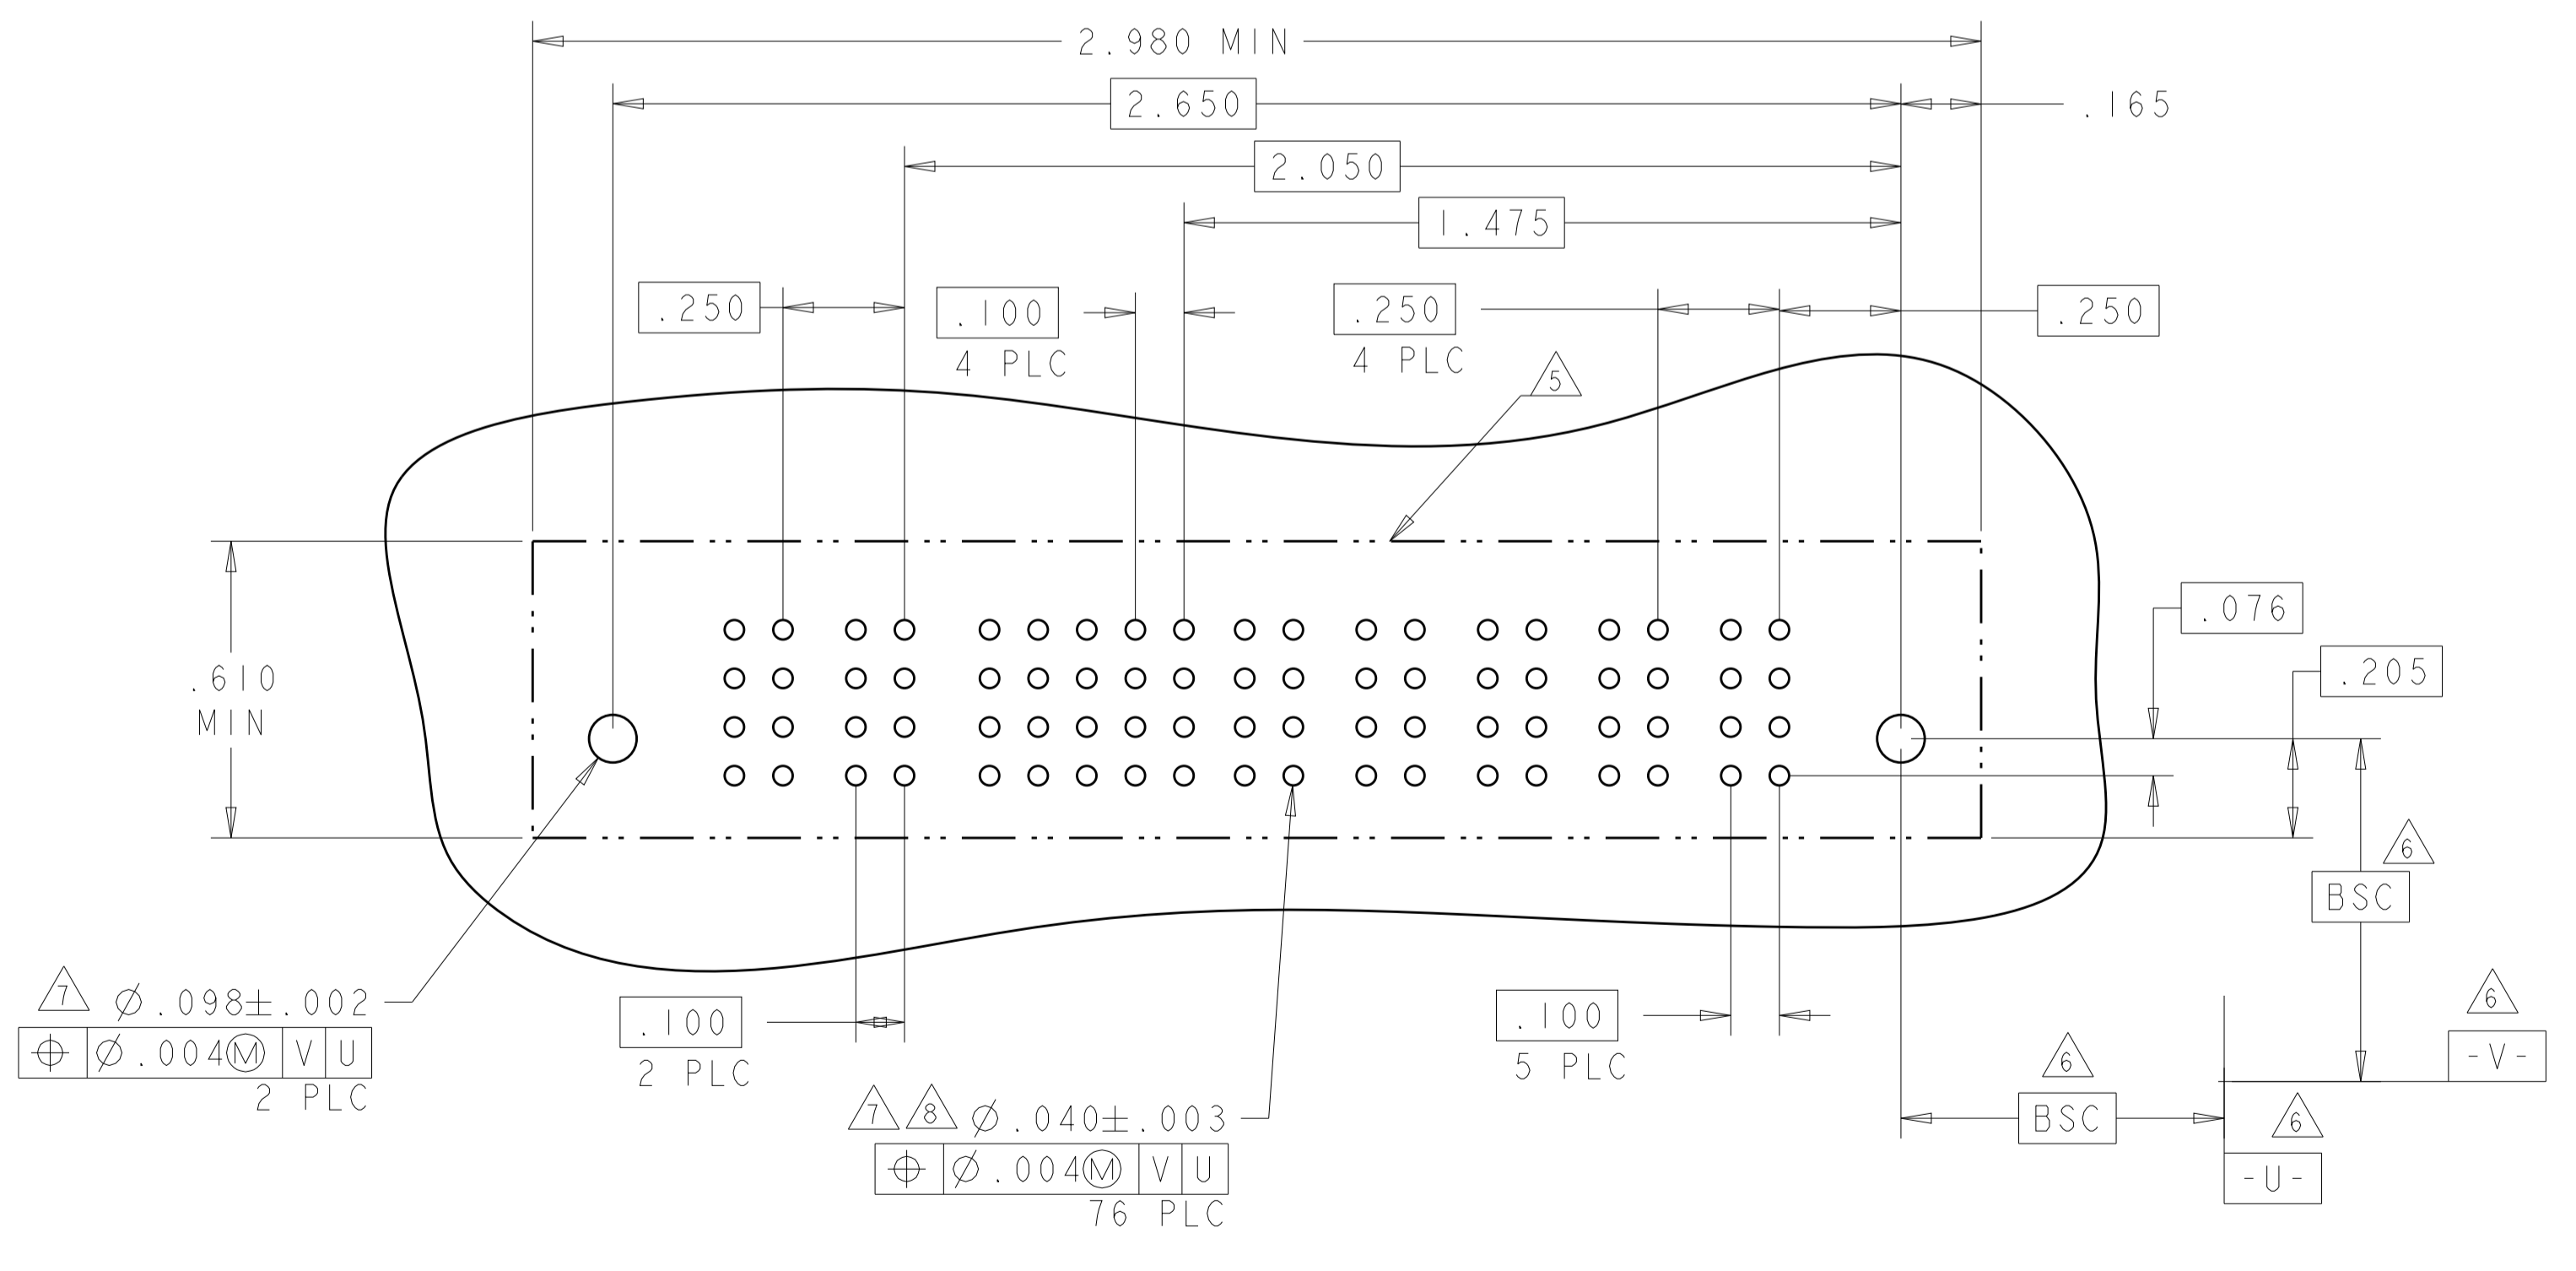 2.980 MIN
2.650
.165
2.050
1.475
.250
.100
4 PLC
.250
4 PLC
.250
5
.610
MIN
.076
.205
6
BSC
7 Ø.098±.002
⌖ Ø.004Ⓜ V U
2 PLC
.100
2 PLC
7 8 Ø.040±.003
⌖ Ø.004Ⓜ V U
76 PLC
.100
5 PLC
6
BSC
6
-V-
6
-U-